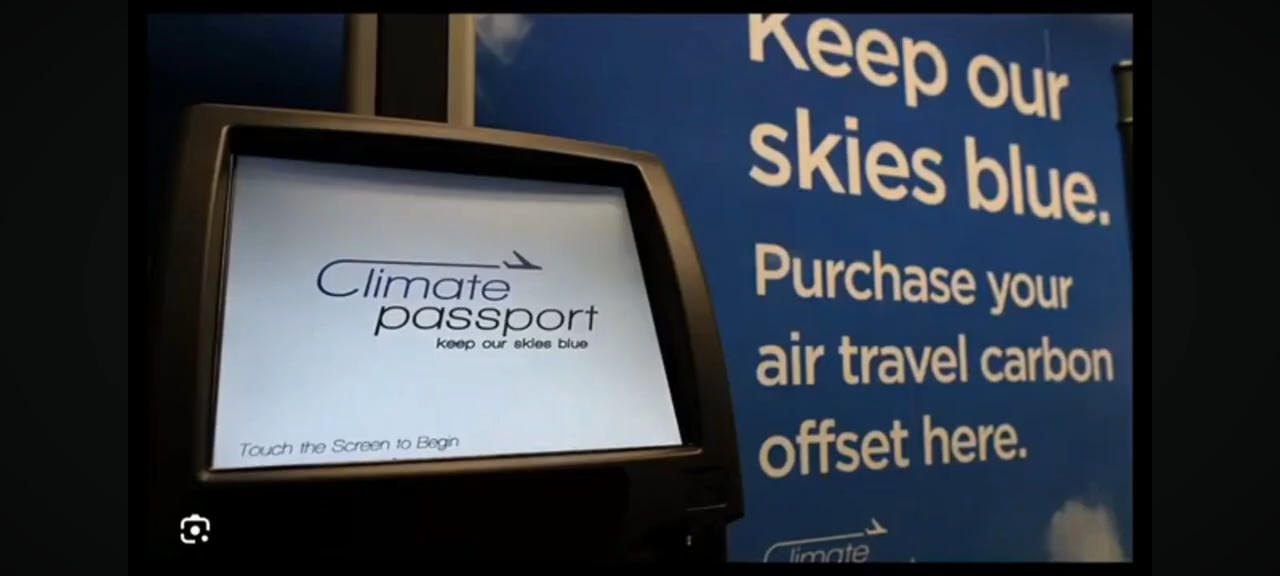 Keep our
skies blue.
Purchase your
air travel carbon
offset here.
Climate
passport
keep our skies blue
Touch the Screen to Begin
Climate